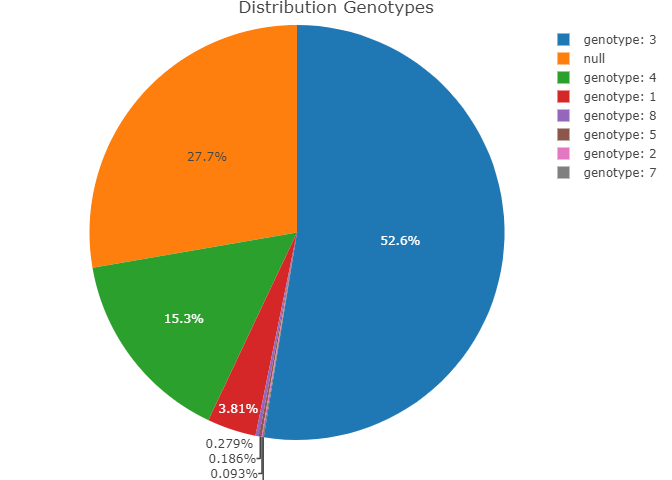 Distribution Genotypes
genotype: 3
null
genotype: 4
genotype: 1
genotype: 8
genotype: 5
genotype: 2
genotype: 7
27.7%
52.6%
15.3%
3.81%
0.279%
0.186%
0.093%